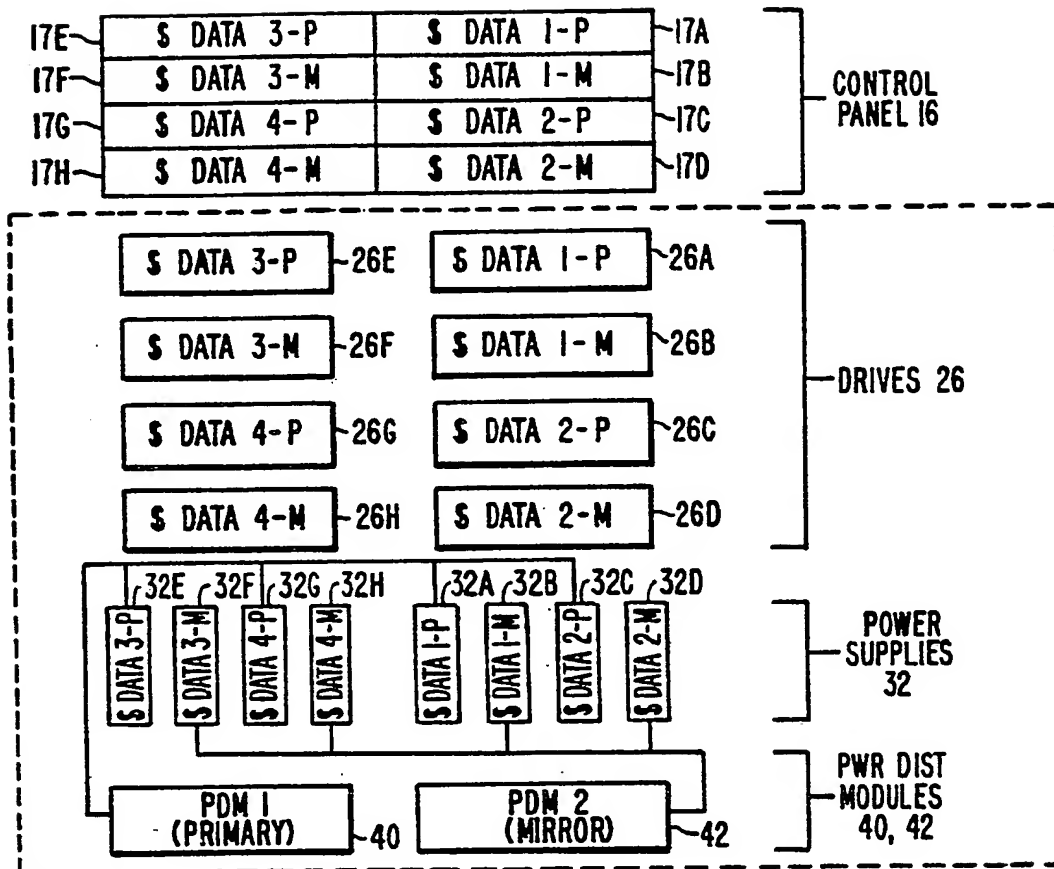 17E $ DATA 3-P $ DATA 1-P 17A
17F $ DATA 3-M $ DATA 1-M 17B
17G $ DATA 4-P $ DATA 2-P 17C
17H $ DATA 4-M $ DATA 2-M 17D
CONTROL
PANEL 16
$ DATA 3-P 26E $ DATA 1-P 26A
$ DATA 3-M 26F $ DATA 1-M 26B
$ DATA 4-P 26G $ DATA 2-P 26C
$ DATA 4-M 26H $ DATA 2-M 26D
DRIVES 26
32E 32F 32G 32H 32A 32B 32C 32D
$ DATA 3-P
$ DATA 3-M
$ DATA 4-P
$ DATA 4-M
$ DATA 1-P
$ DATA 1-M
$ DATA 2-P
$ DATA 2-M
POWER
SUPPLIES
32
PDM 1
(PRIMARY) 40
PDM 2
(MIRROR) 42
PWR DIST
MODULES
40, 42